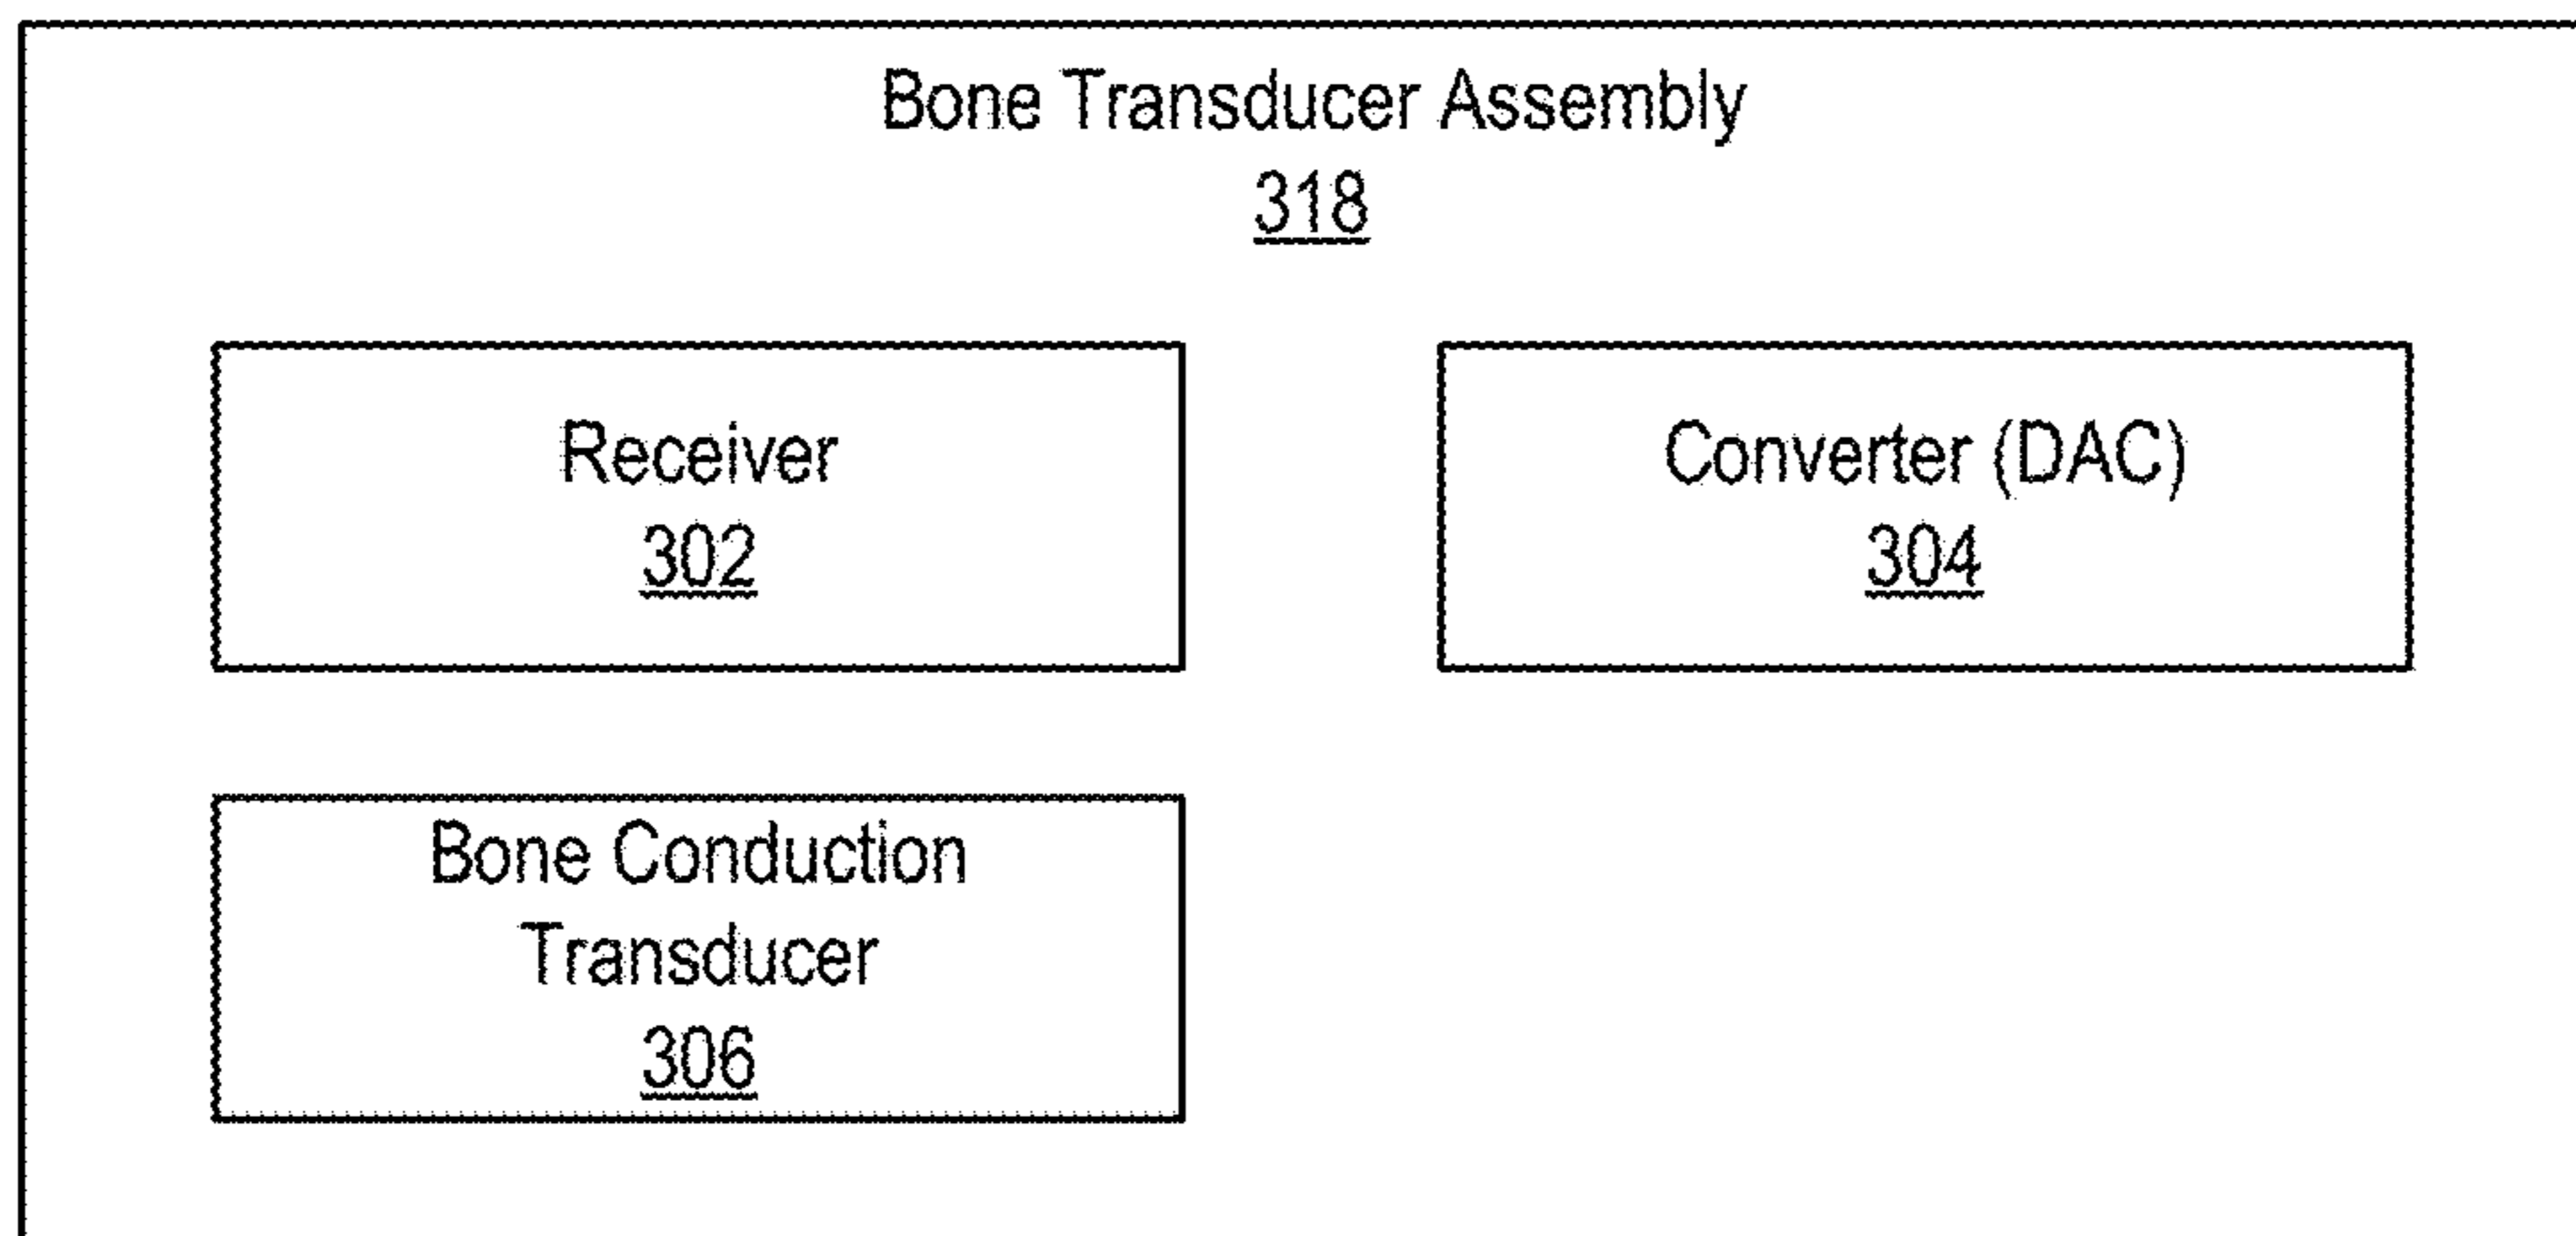 Bone Transducer Assembly
318
Receiver
302
Converter (DAC)
304
Bone Conduction
Transducer
306